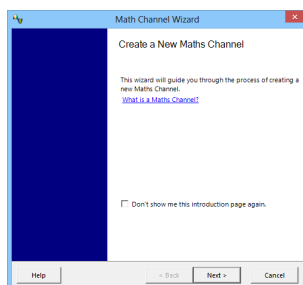 Math Channel Wizard
Create a New Maths Channel
This wizard will guide you through the process of creating a
new Maths Channel.
What is a Maths Channel?
Don't show me this introduction page again.
Help
< Back
Next >
Cancel